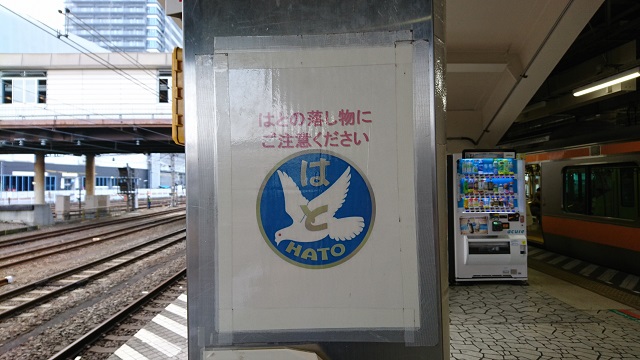 はとの落し物に
ご注意ください
は
と
HATO